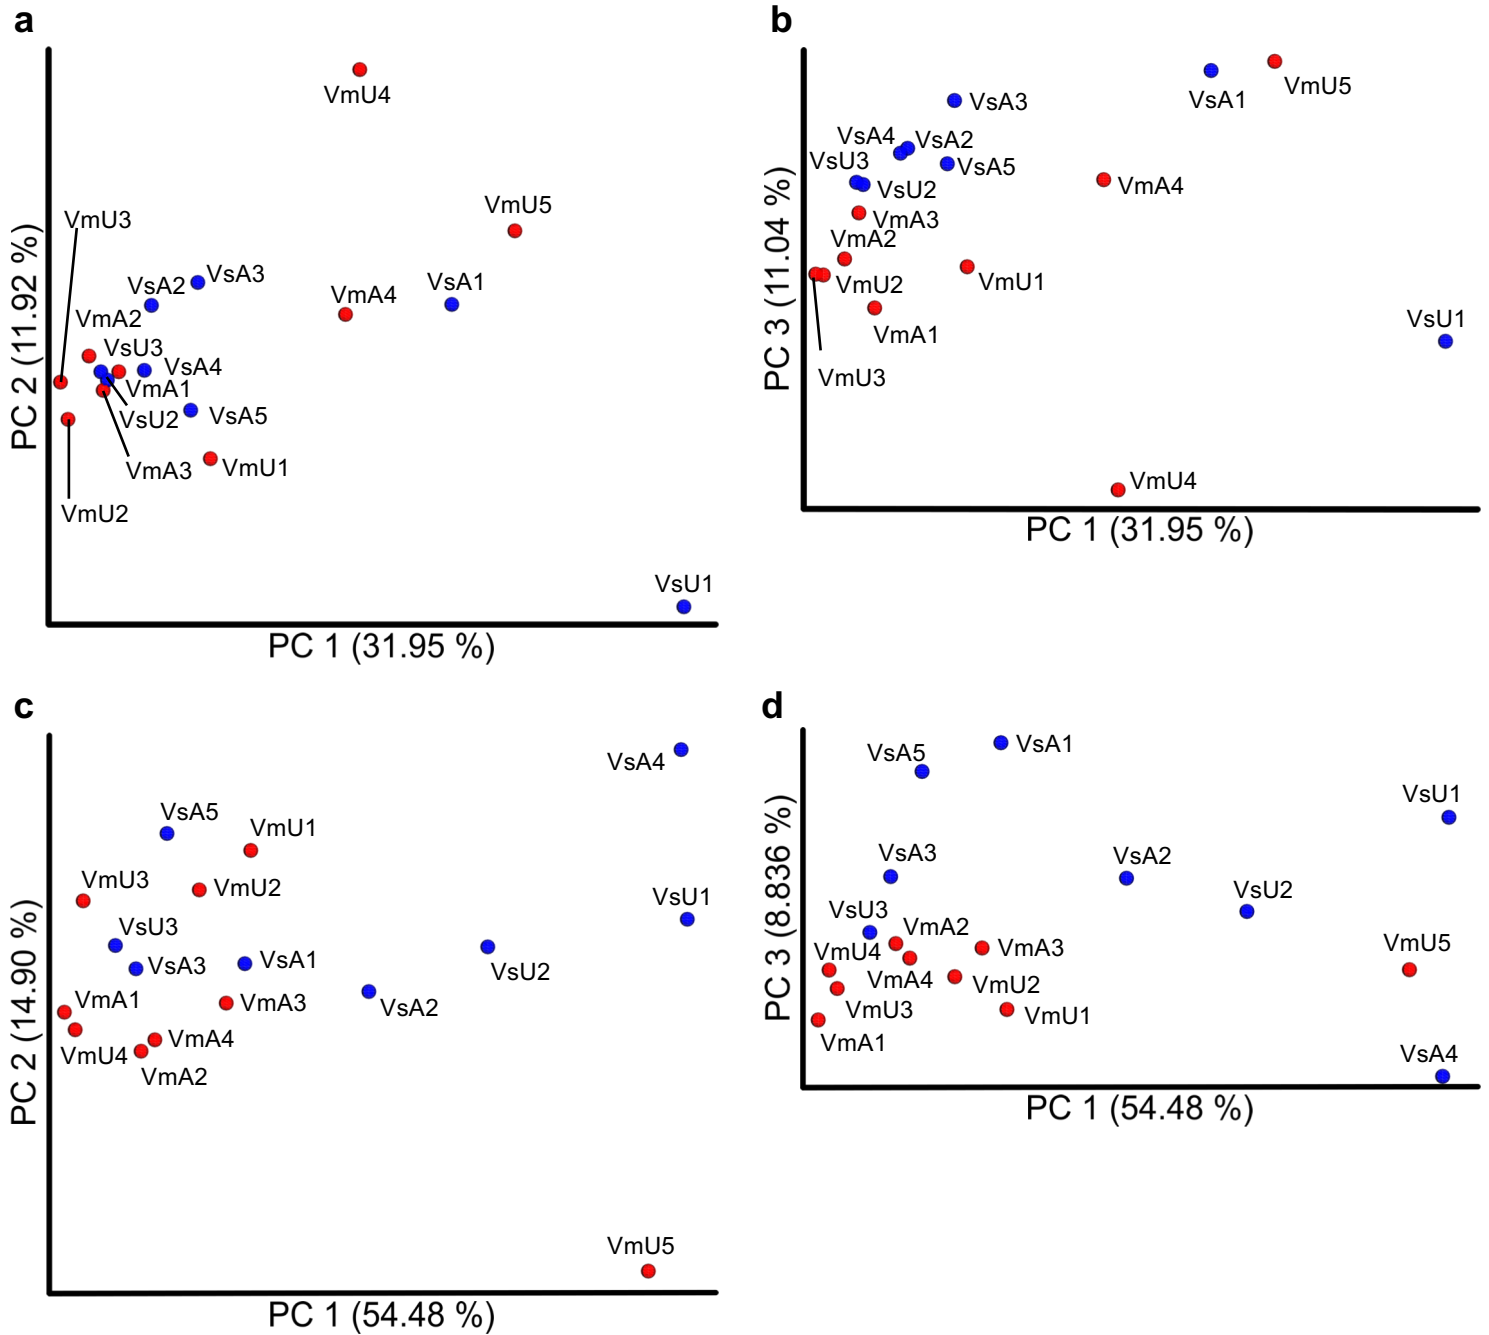 a
VmU4
VmU5
VmU3
VsA3
VsA2
VsA1
VmA4
VmA2
VsU3
VsA4
VmA1
VsU2
VsA5
VmA3
VmU1
VmU2
VsU1
PC 2 (11.92 %)
PC 1 (31.95 %)
b
VmU5
VsA1
VsA3
VsA4
VsA2
VsU3
VsA5
VsU2
VmA4
VmA3
VmA2
VmU2
VmU1
VmA1
VsU1
VmU3
VmU4
PC 3 (11.04 %)
PC 1 (31.95 %)
c
VsA4
VsA5
VmU1
VmU3
VmU2
VsU1
VsU3
VsA3
VsA1
VsU2
VmA1
VmA3
VsA2
VmA4
VmU4
VmA2
VmU5
PC 2 (14.90 %)
PC 1 (54.48 %)
d
VsA1
VsA5
VsU1
VsA3
VsA2
VsU2
VsU3
VmA2
VmA3
VmU5
VmU4
VmA4
VmU2
VmU3
VmU1
VmA1
VsA4
PC 3 (8.836 %)
PC 1 (54.48 %)